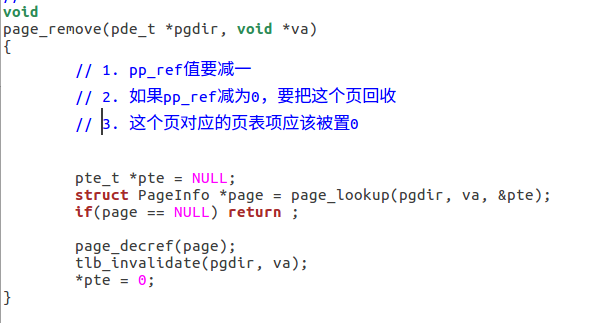 void
page_remove(pde_t *pgdir, void *va)
{
// 1. pp_ref值要减一
// 2. 如果pp_ref减为0，要把这个页回收
// 3. 这个页对应的页表项应该被置0
pte_t *pte = NULL;
struct PageInfo *page = page_lookup(pgdir, va, &pte);
if(page == NULL) return ;
page_decref(page);
tlb_invalidate(pgdir, va);
*pte = 0;
}